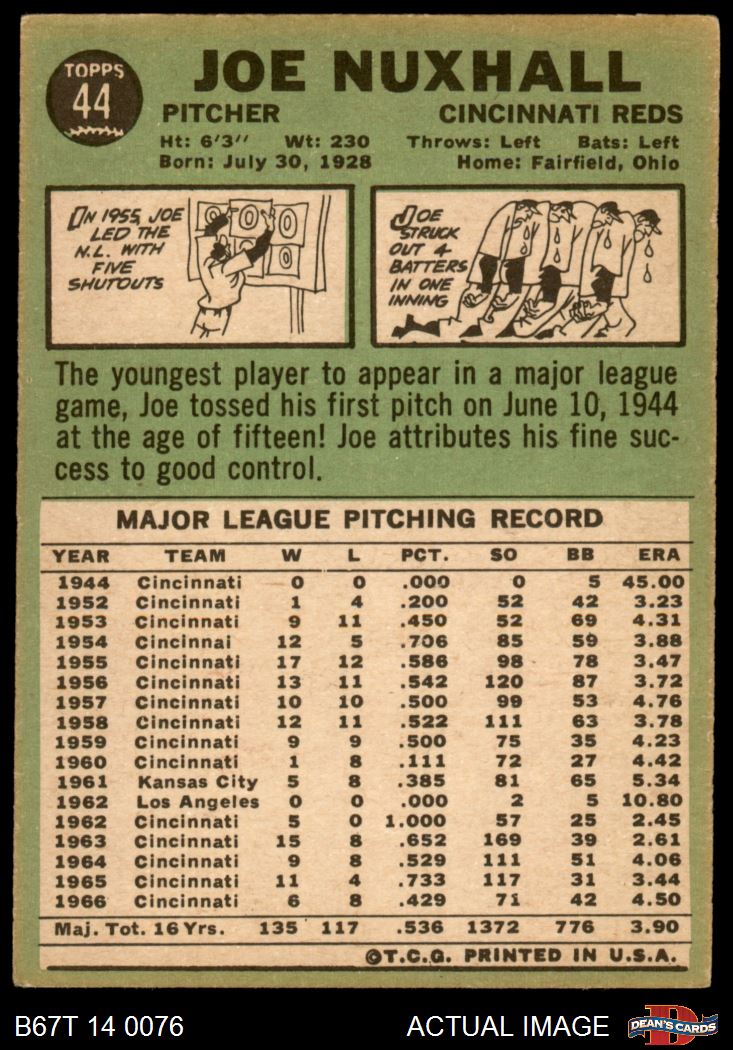 TOPPS
44
JOE NUXHALL
PITCHER CINCINNATI REDS
Ht: 6'3" Wt: 230 Throws: Left Bats: Left
Born: July 30, 1928 Home: Fairfield, Ohio
IN 1955, JOE
LED THE
N.L. WITH
FIVE
SHUTOUTS
0 0 0
0 0
JOE
STRUCK
OUT 4
BATTERS
IN ONE
INNING
The youngest player to appear in a major league
game, Joe tossed his first pitch on June 10, 1944
at the age of fifteen! Joe attributes his fine suc-
cess to good control.
MAJOR LEAGUE PITCHING RECORD
YEAR TEAM W L PCT. SO BB ERA
1944 Cincinnati 0 0 .000 0 5 45.00
1952 Cincinnati 1 4 .200 52 42 3.23
1953 Cincinnati 9 11 .450 52 69 4.31
1954 Cincinnai 12 5 .706 85 59 3.88
1955 Cincinnati 17 12 .586 98 78 3.47
1956 Cincinnati 13 11 .542 120 87 3.72
1957 Cincinnati 10 10 .500 99 53 4.76
1958 Cincinnati 12 11 .522 111 63 3.78
1959 Cincinnati 9 9 .500 75 35 4.23
1960 Cincinnati 1 8 .111 72 27 4.42
1961 Kansas City 5 8 .385 81 65 5.34
1962 Los Angeles 0 0 .000 2 5 10.80
1962 Cincinnati 5 0 1.000 57 25 2.45
1963 Cincinnati 15 8 .652 169 39 2.61
1964 Cincinnati 9 8 .529 111 51 4.06
1965 Cincinnati 11 4 .733 117 31 3.44
1966 Cincinnati 6 8 .429 71 42 4.50
Maj. Tot. 16 Yrs. 135 117 .536 1372 776 3.90
©T.C.G. PRINTED IN U.S.A.
B67T 14 0076 ACTUAL IMAGE D DEAN'S CARDS